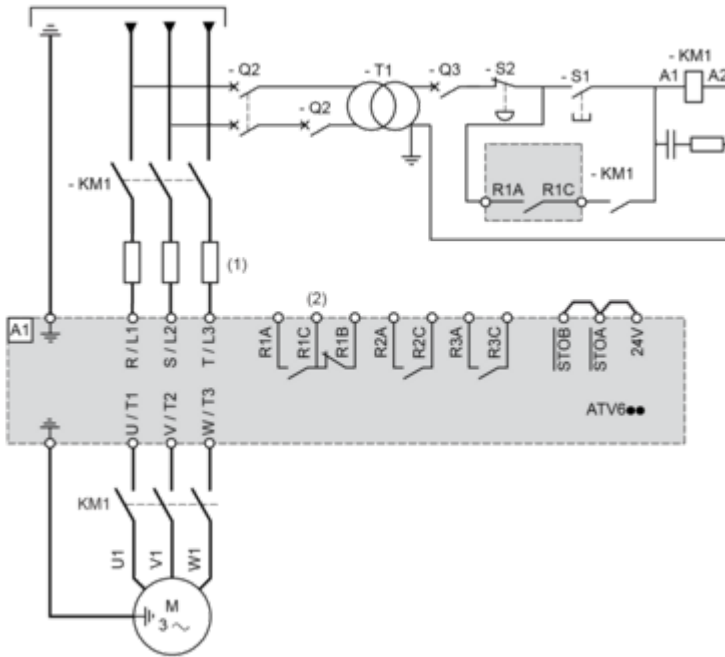 - Q2
- T1
- Q3
- S2
- S1
- KM1
A1
A2
- Q2
- KM1
R1A
R1C
- KM1
(1)
(2)
A1
R / L1
S / L2
T / L3
R1A
R1C
R1B
R2A
R2C
R3A
R3C
STOB
STOA
24V
U / T1
V / T2
W / T3
ATV6●●
KM1
U1
V1
W1
M
3 ~